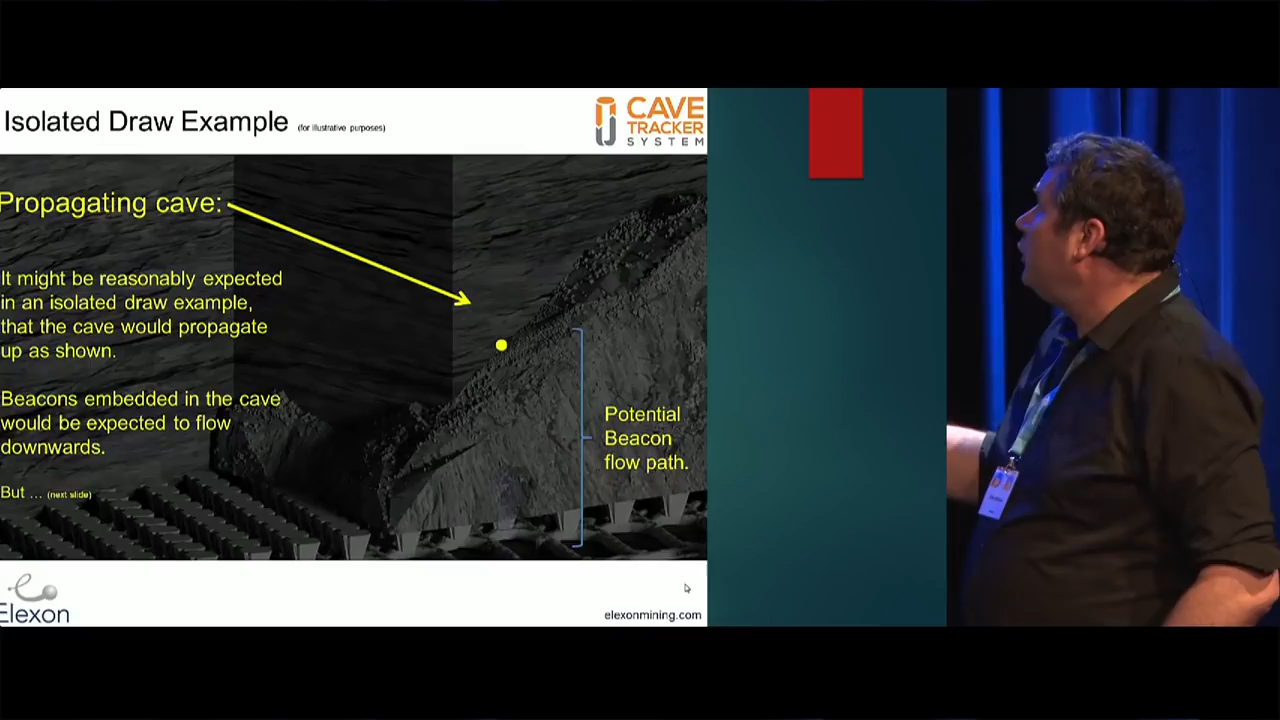 Isolated Draw Example (for illustrative purposes)
CAVE
TRACKER
SYSTEM
Propagating cave:
It might be reasonably expected
in an isolated draw example,
that the cave would propagate
up as shown.
Beacons embedded in the cave
would be expected to flow
downwards.
But ... (next slide)
Potential
Beacon
flow path.
Elexon
elexonmining.com